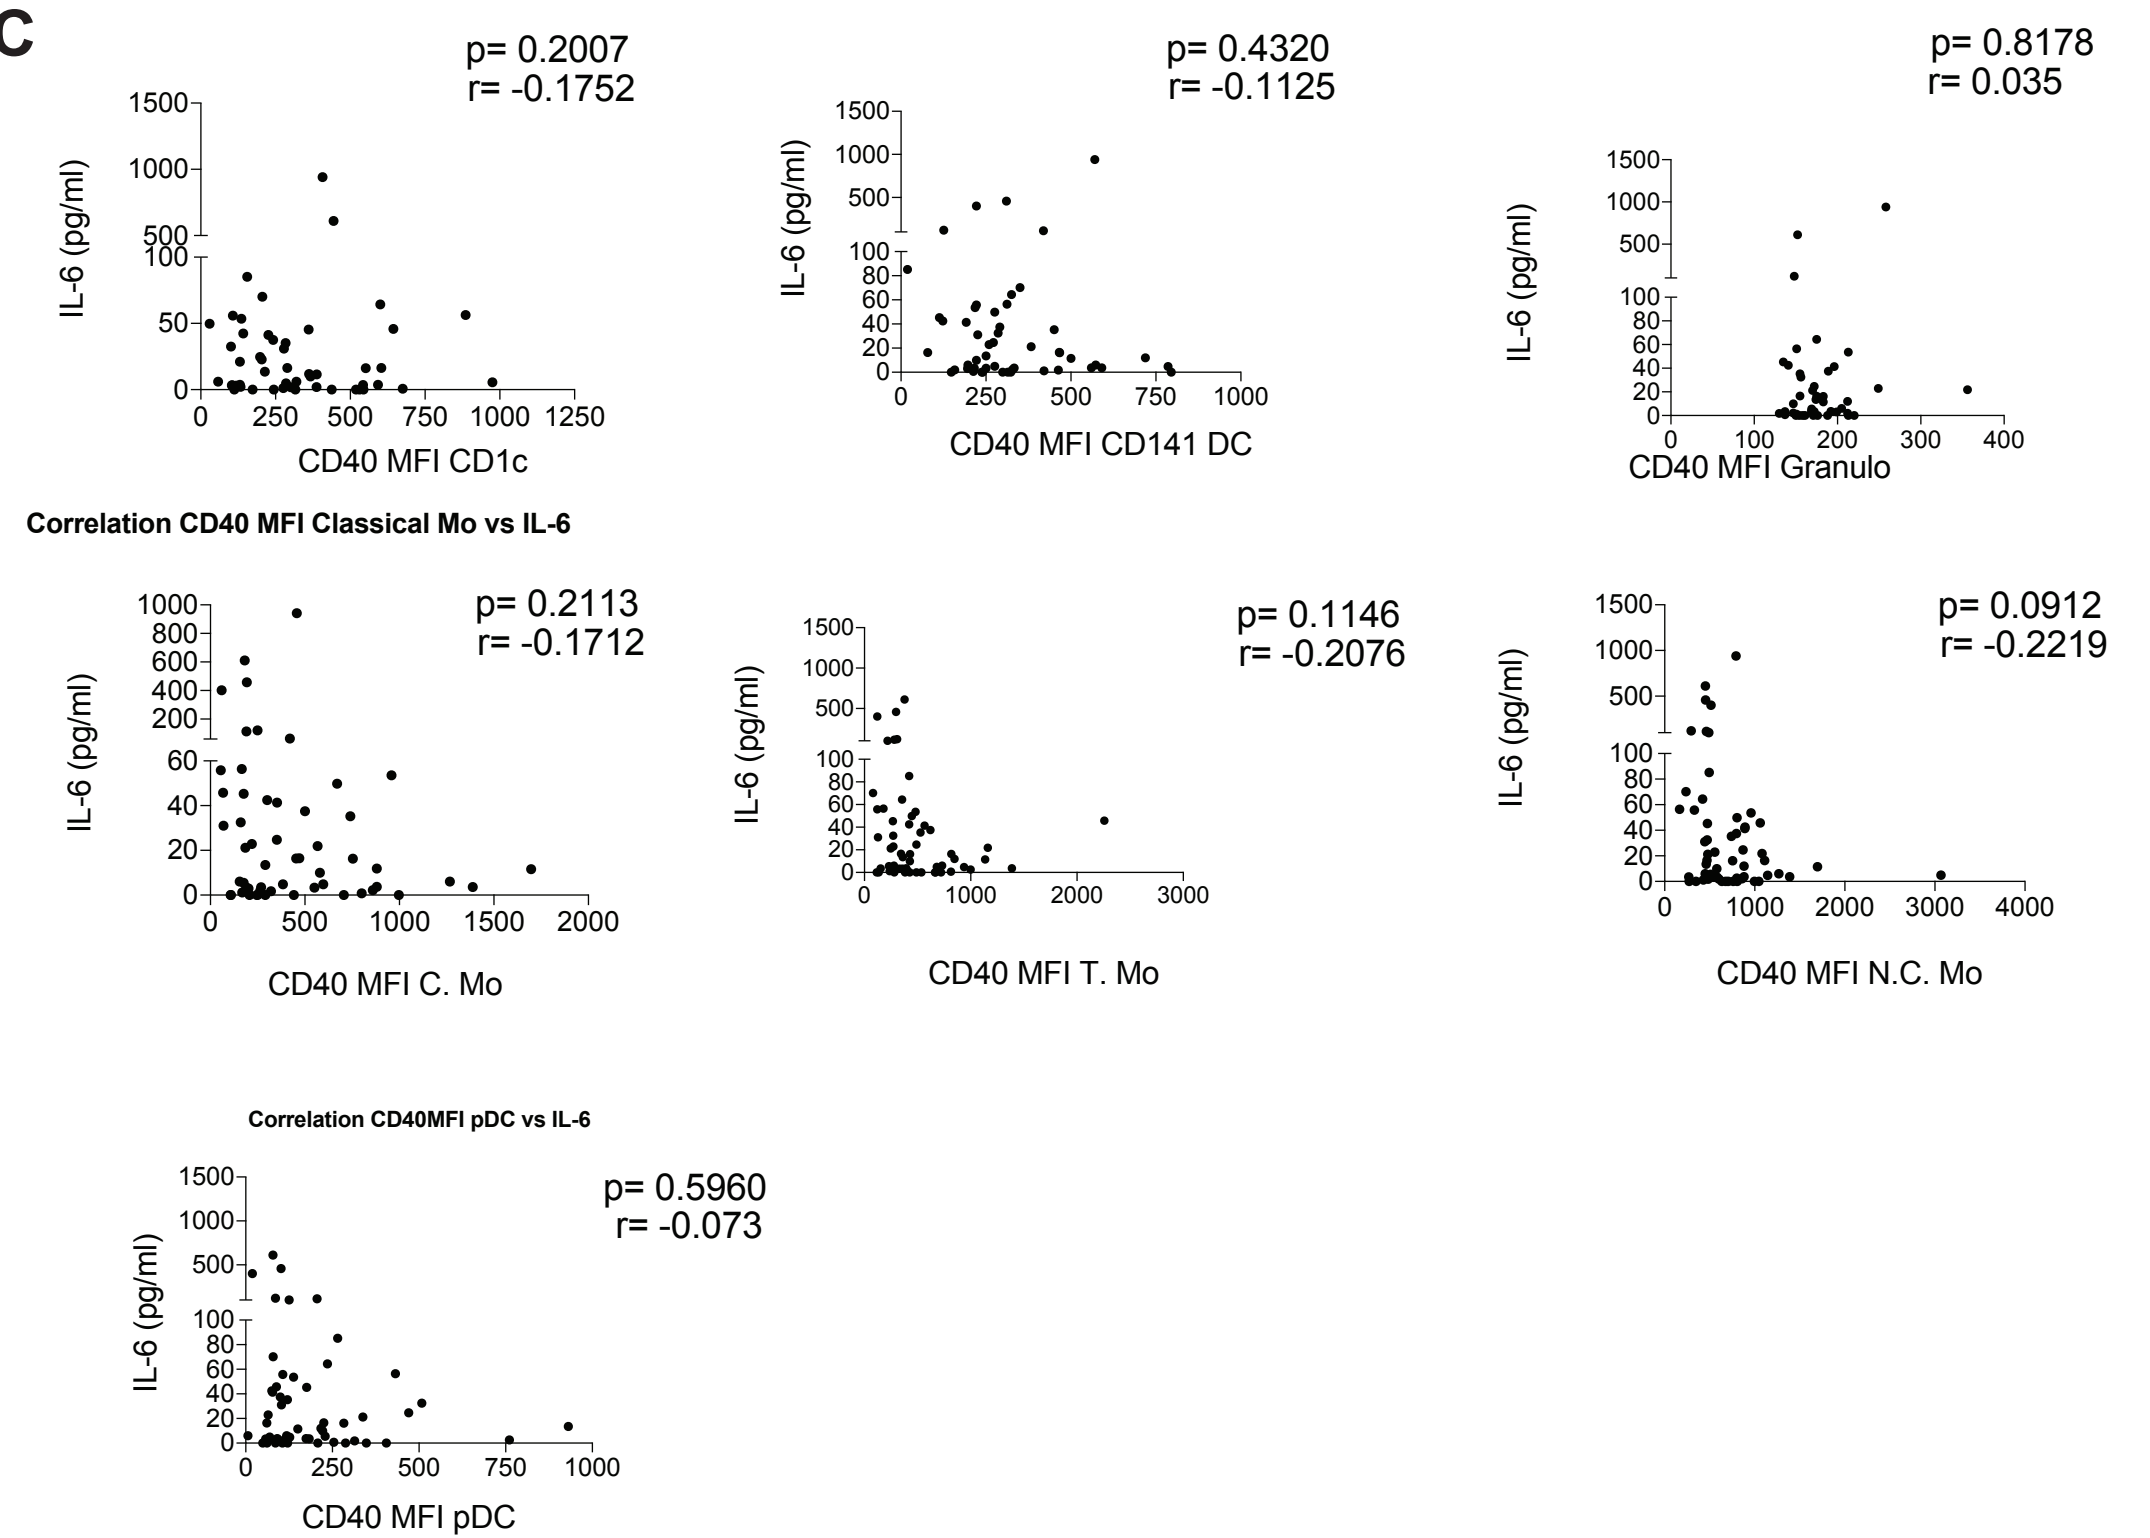 C
p= 0.2007
r= -0.1752
IL-6 (pg/ml)
1500
1000
500
100
50
0
0 250 500 750 1000 1250
CD40 MFI CD1c
p= 0.4320
r= -0.1125
IL-6 (pg/ml)
1500
1000
500
100
80
60
40
20
0
0 250 500 750 1000
CD40 MFI CD141 DC
p= 0.8178
r= 0.035
IL-6 (pg/ml)
1500
1000
500
100
80
60
40
20
0
0 100 200 300 400
CD40 MFI Granulo
Correlation CD40 MFI Classical Mo vs IL-6
p= 0.2113
r= -0.1712
IL-6 (pg/ml)
1000
800
600
400
200
60
40
20
0
0 500 1000 1500 2000
CD40 MFI C. Mo
p= 0.1146
r= -0.2076
IL-6 (pg/ml)
1500
1000
500
100
80
60
40
20
0
0 1000 2000 3000
CD40 MFI T. Mo
p= 0.0912
r= -0.2219
IL-6 (pg/ml)
1500
1000
500
100
80
60
40
20
0
0 1000 2000 3000 4000
CD40 MFI N.C. Mo
Correlation CD40MFI pDC vs IL-6
p= 0.5960
r= -0.073
IL-6 (pg/ml)
1500
1000
500
100
80
60
40
20
0
0 250 500 750 1000
CD40 MFI pDC